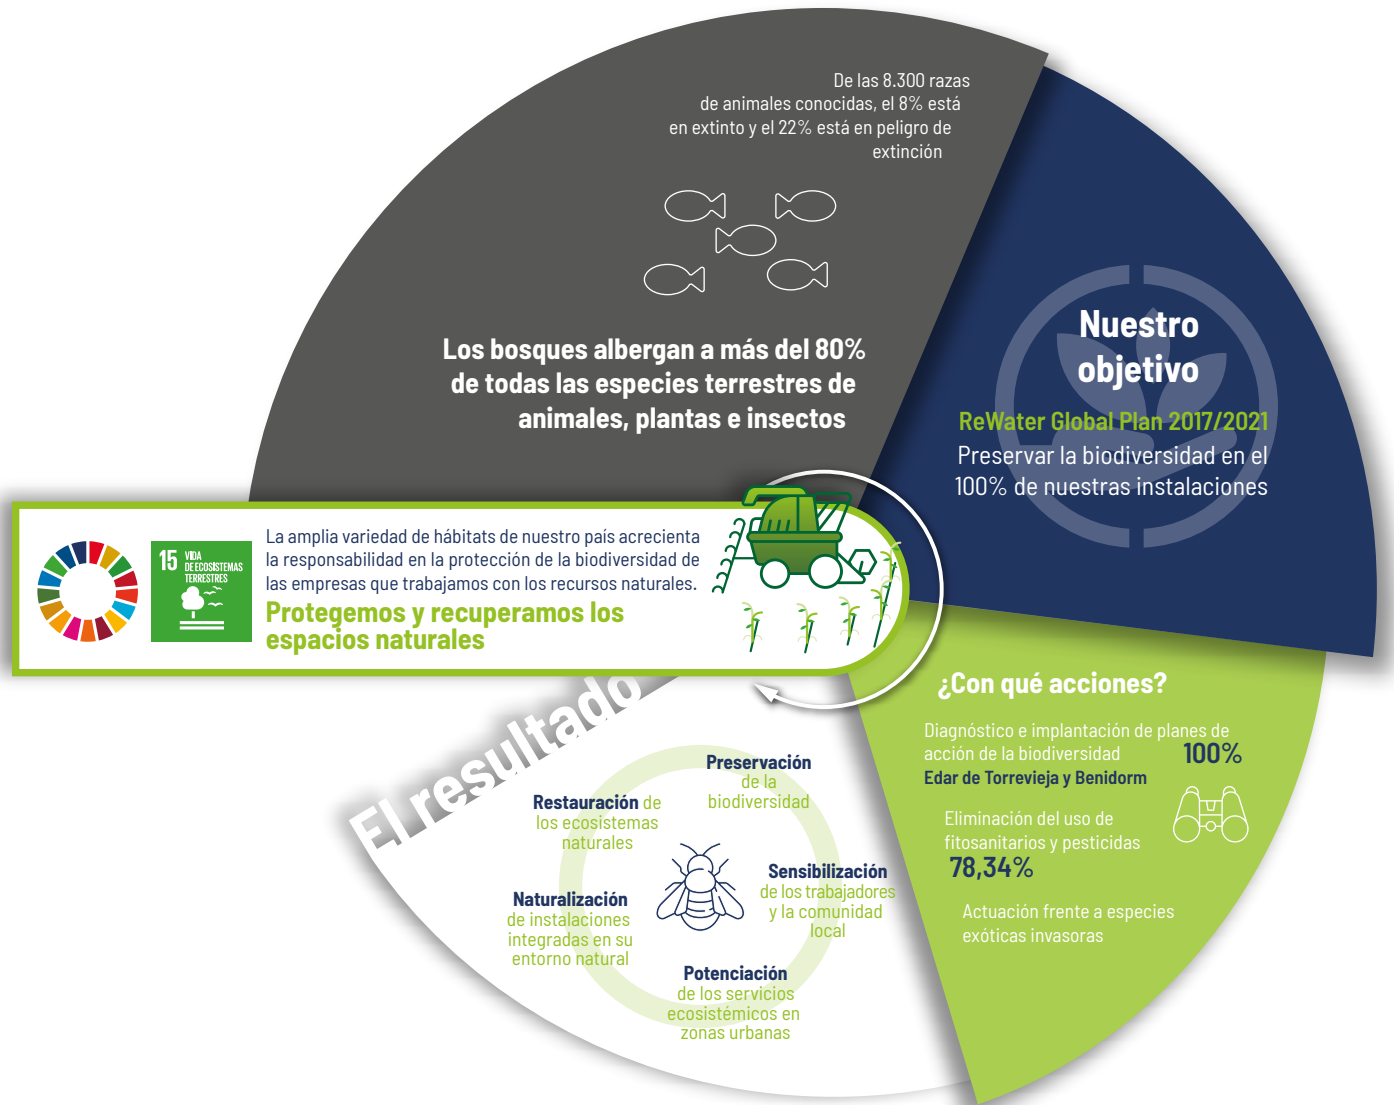 De las 8.300 razas
de animales conocidas, el 8% está
en extinto y el 22% está en peligro de
extinción
Los bosques albergan a más del 80%
de todas las especies terrestres de
animales, plantas e insectos
Nuestro
objetivo
ReWater Global Plan 2017/2021
Preservar la biodiversidad en el
100% de nuestras instalaciones
15 VIDA
DE ECOSISTEMAS
TERRESTRES
La amplia variedad de hábitats de nuestro país acrecienta
la responsabilidad en la protección de la biodiversidad de
las empresas que trabajamos con los recursos naturales.
Protegemos y recuperamos los
espacios naturales
¿Con qué acciones?
Diagnóstico e implantación de planes de
acción de la biodiversidad 100%
Edar de Torrevieja y Benidorm
Eliminación del uso de
fitosanitarios y pesticidas
78,34%
Actuación frente a especies
exóticas invasoras
El resultado
Preservación
de la
biodiversidad
Sensibilización
de los trabajadores
y la comunidad
local
Potenciación
de los servicios
ecosistémicos en
zonas urbanas
Naturalización
de instalaciones
integradas en su
entorno natural
Restauración de
los ecosistemas
naturales